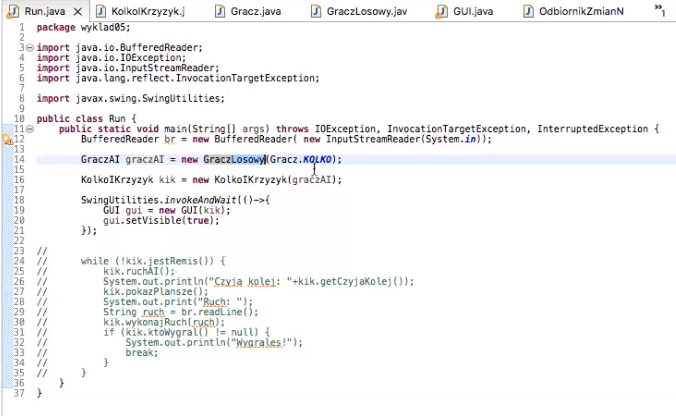 Run.java KolkoIKrzyzyk.j Gracz.java GraczLosowy.jav GUI.java OdbiornikZmianN »1
1 package wyklad05;
2
3 import java.io.BufferedReader;
4 import java.io.IOException;
5 import java.io.InputStreamReader;
6 import java.lang.reflect.InvocationTargetException;
7
8 import javax.swing.SwingUtilities;
9
10 public class Run {
11 public static void main(String[] args) throws IOException, InvocationTargetException, InterruptedException {
12 BufferedReader br = new BufferedReader( new InputStreamReader(System.in));
13
14 GraczAI graczAI = new GraczLosowy(Gracz.KOLKO);
15
16 KolkoIKrzyzyk kik = new KolkoIKrzyzyk(graczAI);
17
18 SwingUtilities.invokeAndWait(()->{
19 GUI gui = new GUI(kik);
20 gui.setVisible(true);
21 });
22
23 //
24 // while (!kik.jestRemis()) {
25 // kik.ruchAI();
26 // System.out.println("Czyja kolej: "+kik.getCzyjaKolej());
27 // kik.pokazPlansze();
28 // System.out.print("Ruch: ");
29 // String ruch = br.readLine();
30 // kik.wykonajRuch(ruch);
31 // if (kik.ktoWygral() != null) {
32 // System.out.println("Wygrales!");
33 // break;
34 // }
35 // }
36 }
37 }